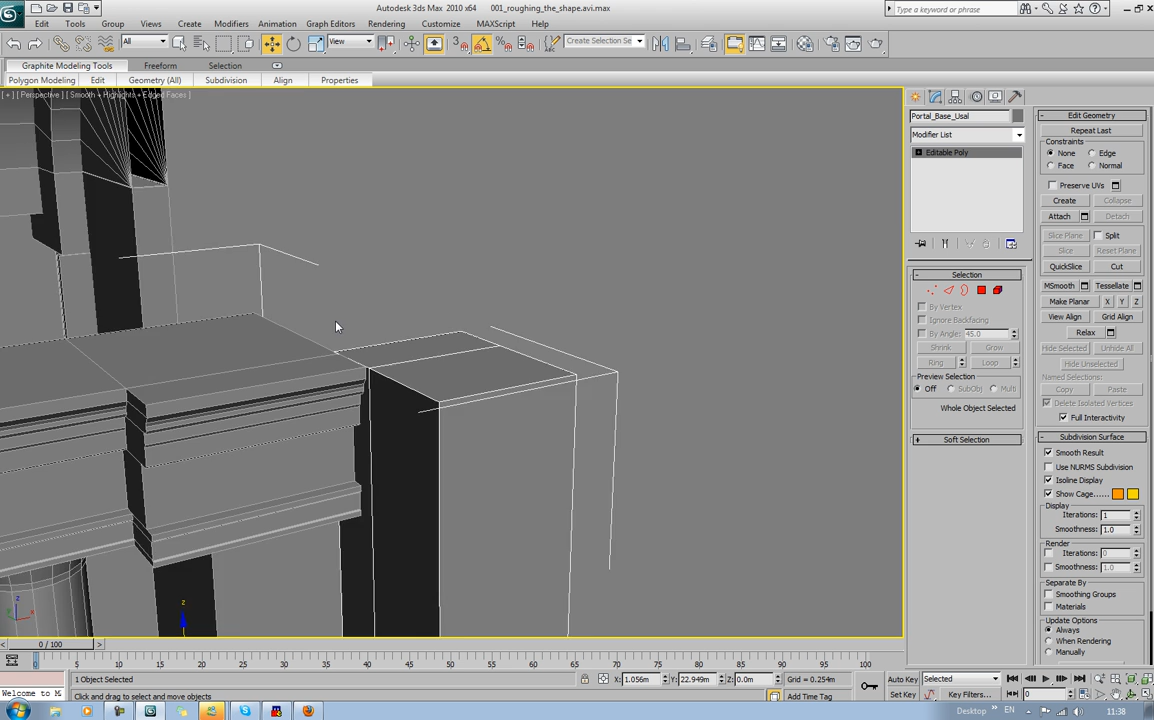 Autodesk 3ds Max 2010 x64 001_roughing_the_shape.avi.max
Type a keyword or phrase
Edit Tools Group Views Create Modifiers Animation Graph Editors Rendering Customize MAXScript Help
All View Create Selection Se
Graphite Modeling Tools Freeform Selection
Polygon Modeling Edit Geometry (All) Subdivision Align Properties
[ + ] [ Perspective ] [ Smooth + Highlights + Edged Faces ]
Portal_Base_Usal
Modifier List
Editable Poly
Selection
By Vertex
Ignore Backfacing
By Angle: 45.0
Shrink Grow
Ring Loop
Preview Selection
Off SubObj Multi
Whole Object Selected
Soft Selection
Edit Geometry
Repeat Last
Constraints
None Edge
Face Normal
Preserve UVs
Create Collapse
Attach Detach
Slice Plane Split
Slice Reset Plane
QuickSlice Cut
MSmooth Tessellate
Make Planar X Y Z
View Align Grid Align
Relax
Hide Selected Unhide All
Hide Unselected
Named Selections:
Copy Paste
Delete Isolated Vertices
Full Interactivity
Subdivision Surface
Smooth Result
Use NURMS Subdivision
Isoline Display
Show Cage......
Display
Iterations: 1
Smoothness: 1.0
Render
Iterations: 0
Smoothness: 1.0
Separate By
Smoothing Groups
Materials
Update Options
Always
When Rendering
Manually
z
z x
< 0 / 100 >
0 5 10 15 20 25 30 35 40 45 50 55 60 65 70 75 80 85 90 95 100
1 Object Selected X: 1.056m Y: 22.949m Z: 0.0m Grid = 0.254m Auto Key Selected
Welcome to M Click and drag to select and move objects Add Time Tag Set Key Key Filters... 0
Desktop EN 11:38